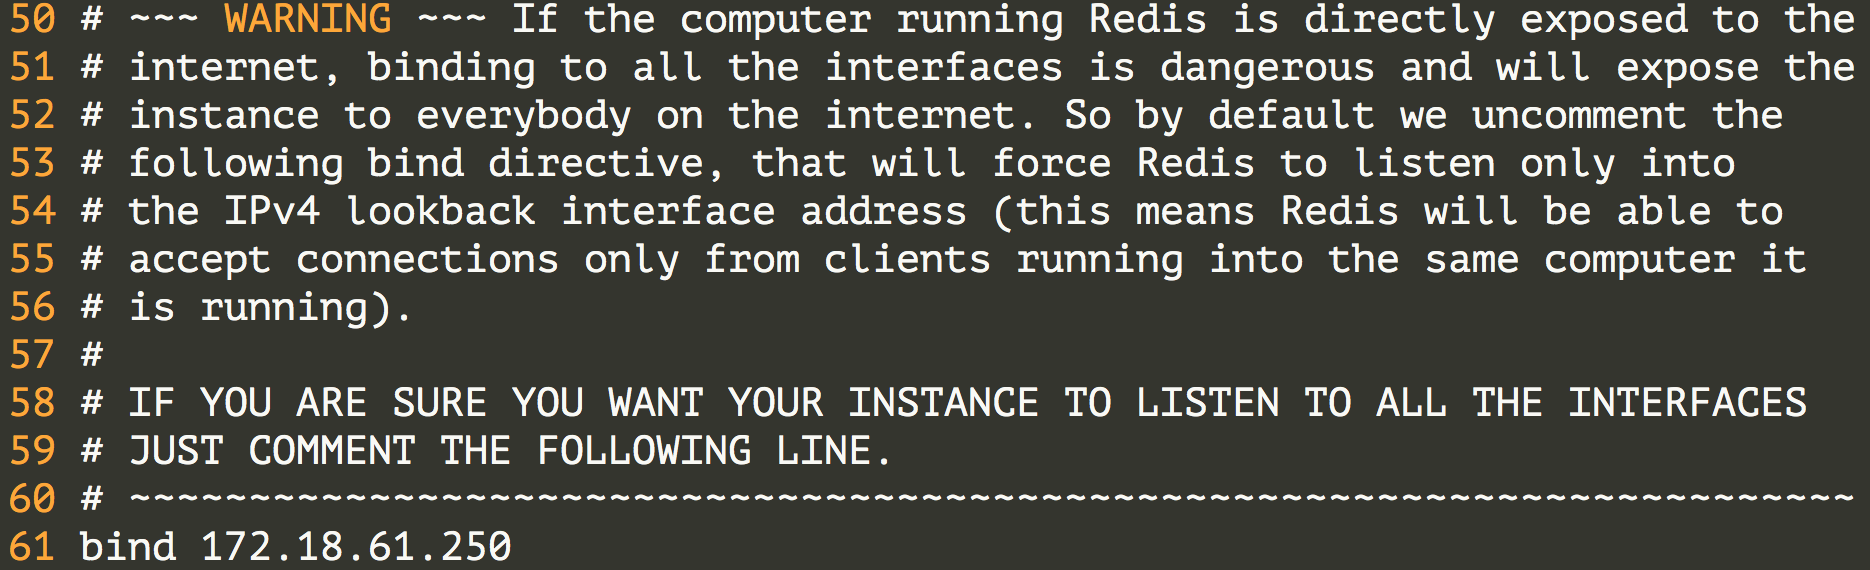 50 # ~~~ WARNING ~~~ If the computer running Redis is directly exposed to the
51 # internet, binding to all the interfaces is dangerous and will expose the
52 # instance to everybody on the internet. So by default we uncomment the
53 # following bind directive, that will force Redis to listen only into
54 # the IPv4 lookback interface address (this means Redis will be able to
55 # accept connections only from clients running into the same computer it
56 # is running).
57 #
58 # IF YOU ARE SURE YOU WANT YOUR INSTANCE TO LISTEN TO ALL THE INTERFACES
59 # JUST COMMENT THE FOLLOWING LINE.
60 # ~~~~~~~~~~~~~~~~~~~~~~~~~~~~~~~~~~~~~~~~~~~~~~~~~~~~~~~~~~~~~~~~~~~~~~~~
61 bind 172.18.61.250